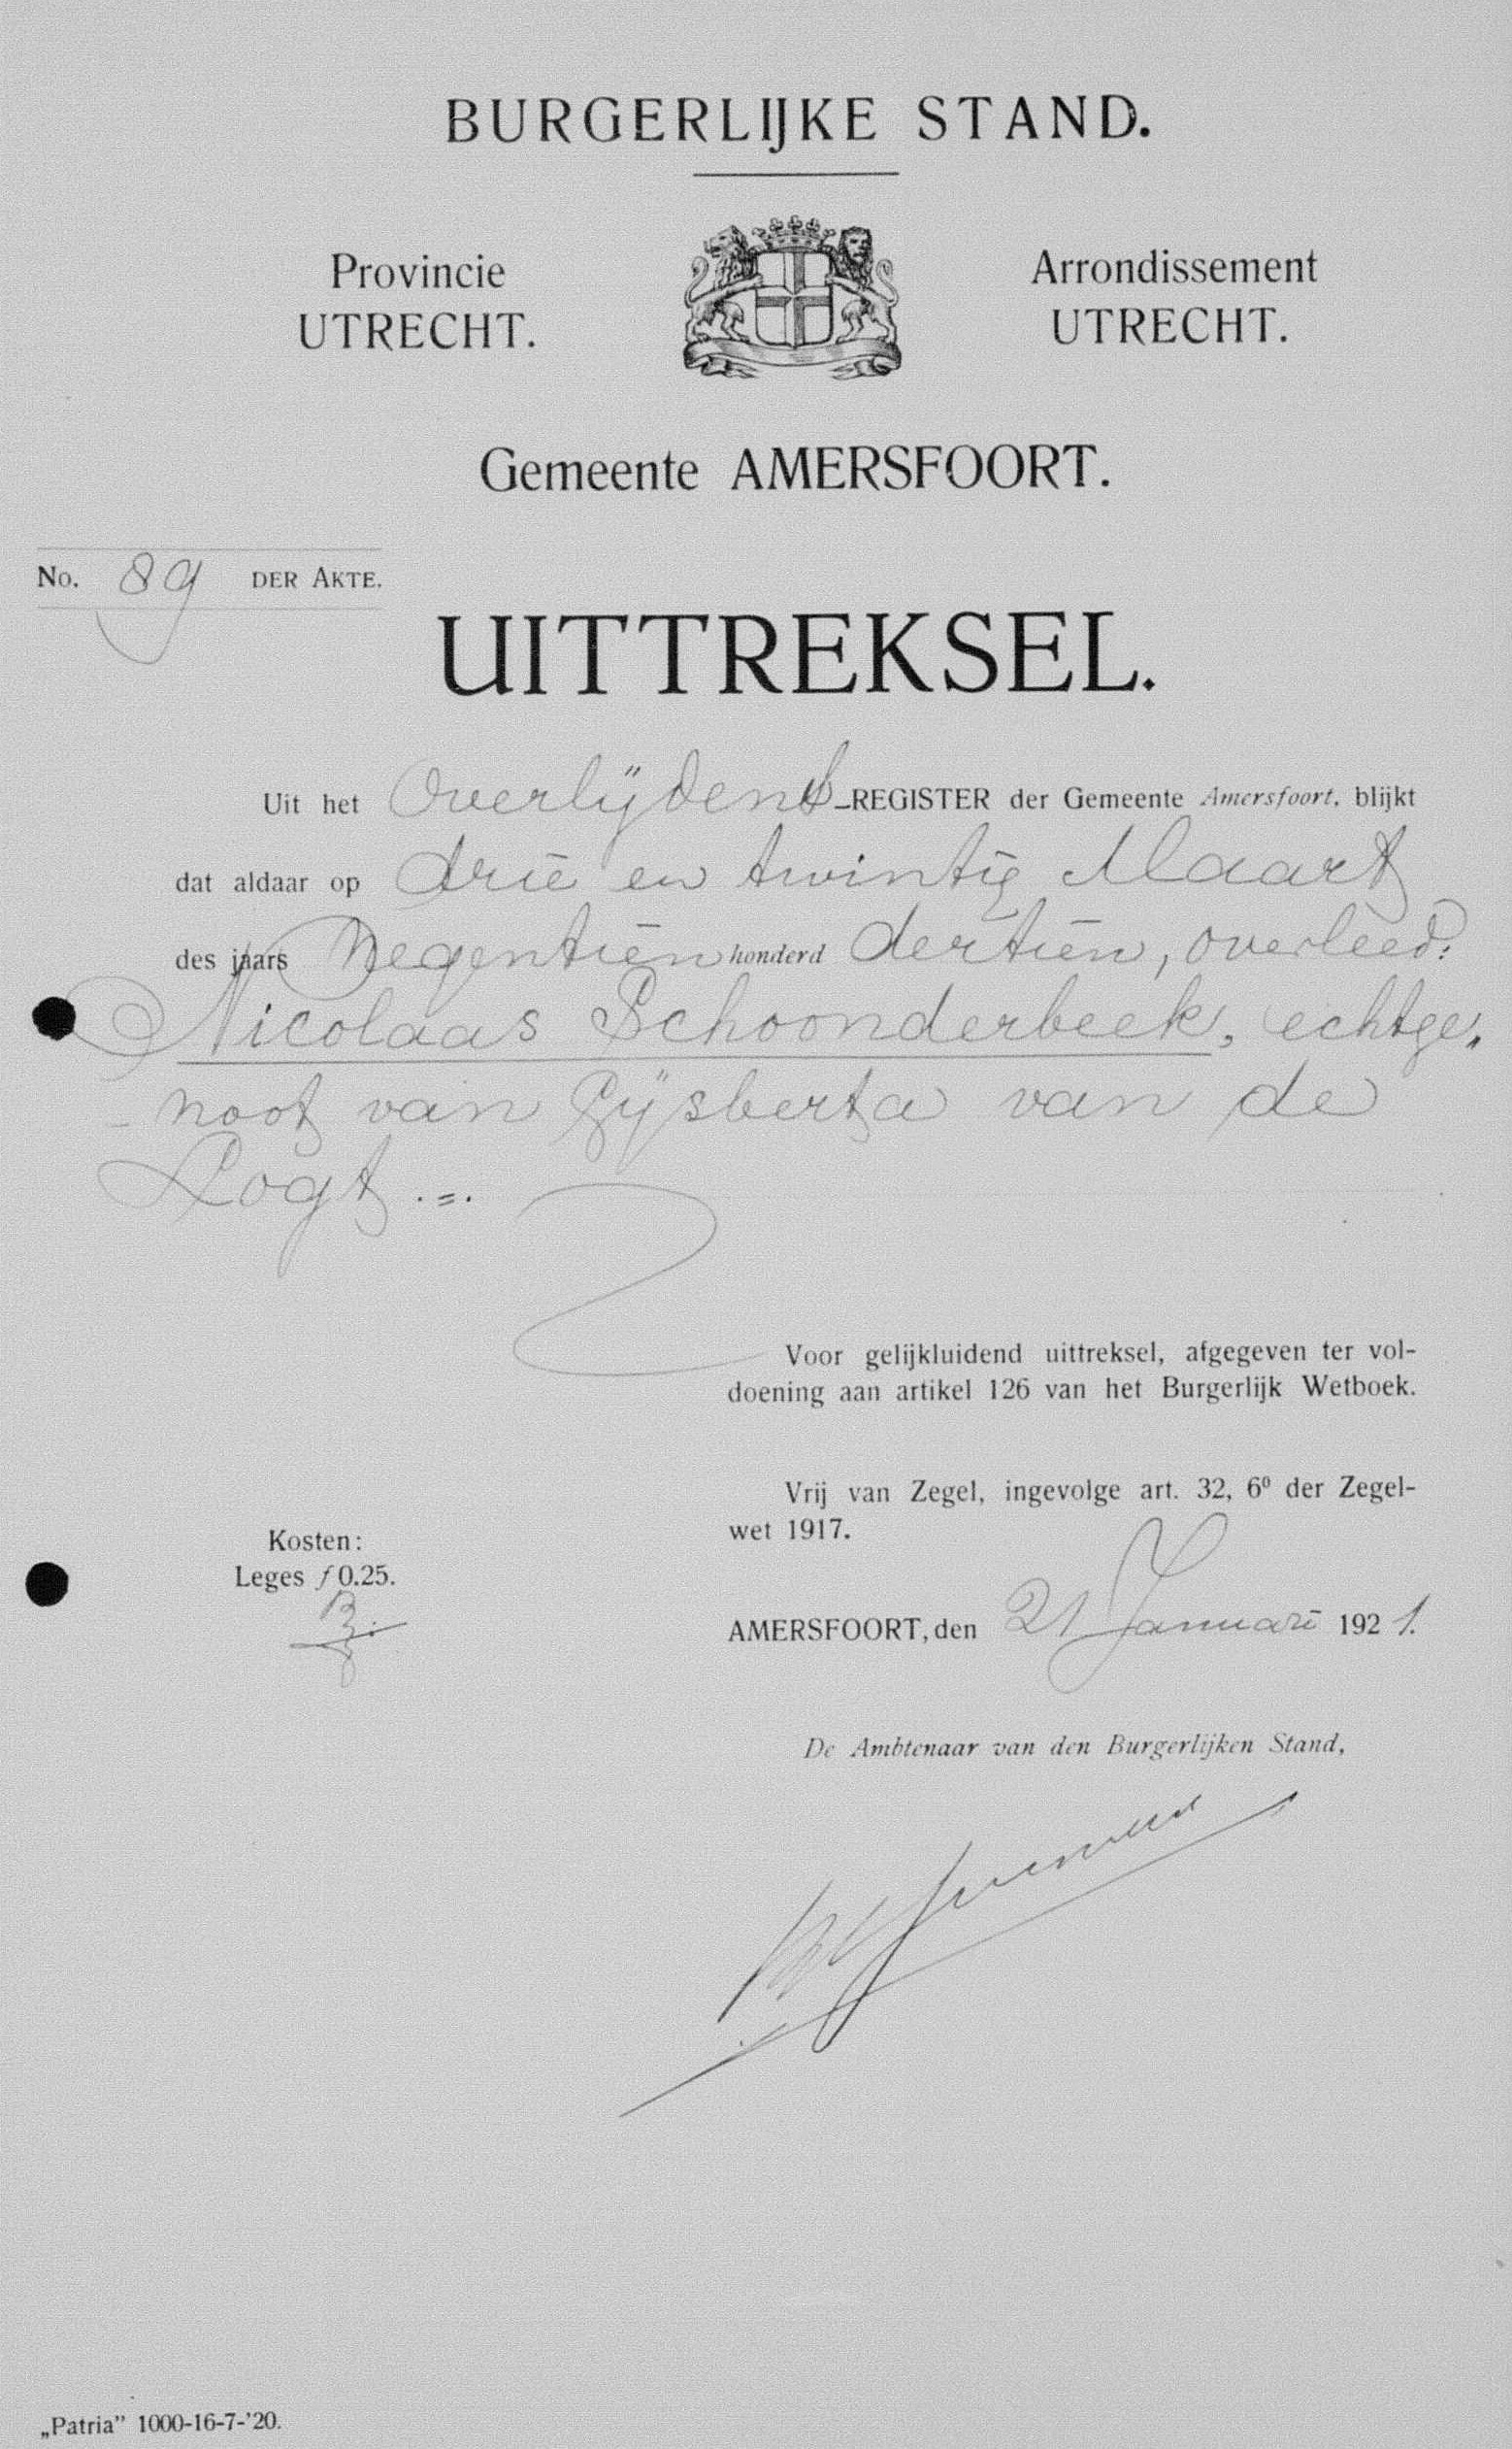 BURGERLIJKE STAND.
Provincie
UTRECHT.
Arrondissement
UTRECHT.
Gemeente AMERSFOORT.
No. 89 DER AKTE.
UITTREKSEL.
Uit het Overlijdens-REGISTER der Gemeente Amersfoort, blijkt
dat aldaar op drie en twintig Maart
des jaars Negentien honderd dertien, overleed:
Nicolaas Schoonderbeek, echtge„
noot van Gijsberta van de
Logt .=.
Voor gelijkluidend uittreksel, afgegeven ter vol-
doening aan artikel 126 van het Burgerlijk Wetboek.
Vrij van Zegel, ingevolge art. 32, 6⁰ der Zegel-
wet 1917.
Kosten:
Leges ƒ 0.25.
AMERSFOORT, den 21 Januari 1921.
De Ambtenaar van den Burgerlijken Stand,
„Patria” 1000-16-7-'20.